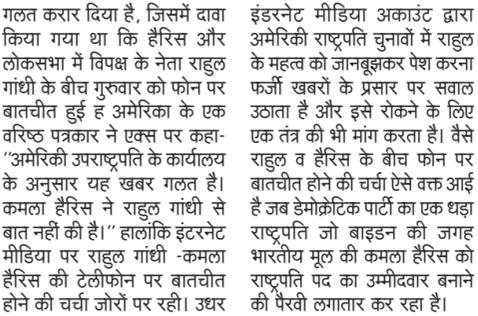 गलत करार दिया है, जिसमें दावा
किया गया था कि हैरिस और
लोकसभा में विपक्ष के नेता राहुल
गांधी के बीच गुरुवार को फोन पर
बातचीत हुई ह अमेरिका के एक
वरिष्ठ पत्रकार ने एक्स पर कहा-
"अमेरिकी उपराष्ट्रपति के कार्यालय
के अनुसार यह खबर गलत है।
कमला हैरिस ने राहुल गांधी से
बात नहीं की है।" हालांकि इंटरनेट
मीडिया पर राहुल गांधी -कमला
हैरिस की टेलीफोन पर बातचीत
होने की चर्चा जोरों पर रही। उधर
इंडरनेट मीडिया अकाउंट द्वारा
अमेरिकी राष्ट्रपति चुनावों में राहुल
के महत्व को जानबूझकर पेश करना
फर्जी खबरों के प्रसार पर सवाल
उठाता है और इसे रोकने के लिए
एक तंत्र की भी मांग करता है। वैसे
राहुल व हैरिस के बीच फोन पर
बातचीत होने की चर्चा ऐसे वक्त आई
है जब डेमोक्रेटिक पार्टी का एक धड़ा
राष्ट्रपति जो बाइडन की जगह
भारतीय मूल की कमला हैरिस को
राष्ट्रपति पद का उम्मीदवार बनाने
की पैरवी लगातार कर रहा है।